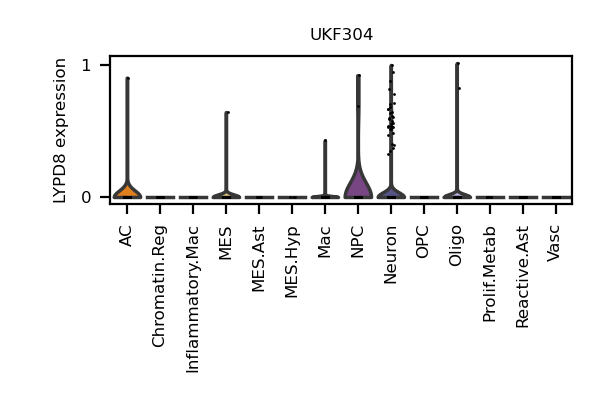 UKF304
LYPD8 expression
1
0
AC
Chromatin.Reg
Inflammatory.Mac
MES
MES.Ast
MES.Hyp
Mac
NPC
Neuron
OPC
Oligo
Prolif.Metab
Reactive.Ast
Vasc